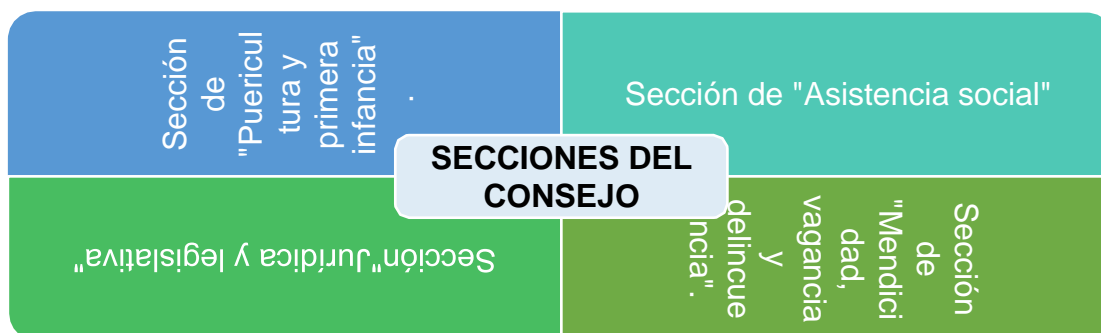 Sección
de
"Puericul
tura y
primera
infancia"
.
Sección de "Asistencia social"
SECCIONES DEL
CONSEJO
Sección"Jurídica y legislativa"
Sección
de
"Mendici
dad,
vagancia
y
delincue
ncia".